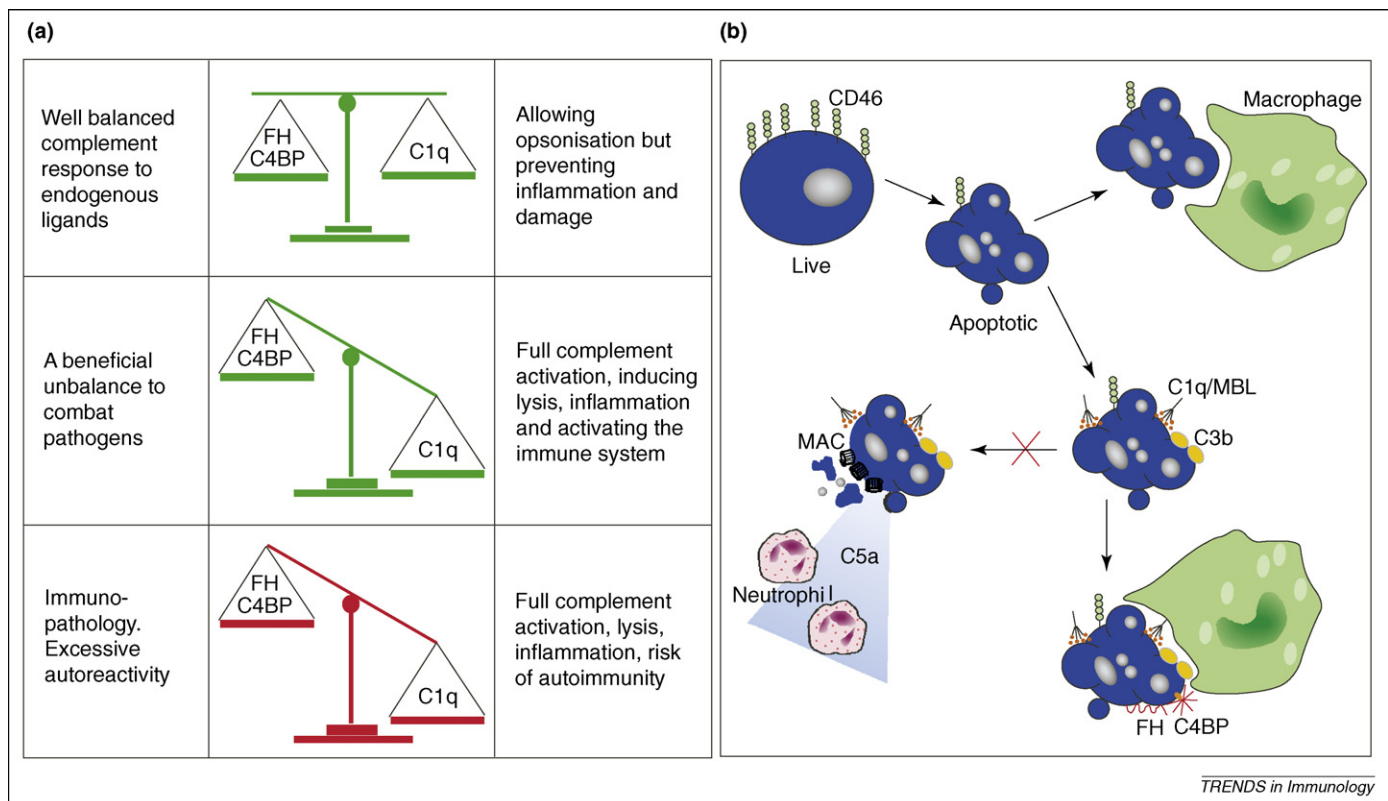 (a)
Well balanced
complement
response to
endogenous
ligands
FH
C4BP
C1q
Allowing
opsonisation but
preventing
inflammation and
damage
A beneficial
unbalance to
combat
pathogens
FH
C4BP
C1q
Full complement
activation, inducing
lysis, inflammation
and activating the
immune system
Immuno-
pathology.
Excessive
autoreactivity
FH
C4BP
C1q
Full complement
activation, lysis,
inflammation, risk
of autoimmunity
(b)
CD46
Live
Apoptotic
Macrophage
C1q/MBL
C3b
MAC
C5a
Neutrophil
FH C4BP
TRENDS in Immunology